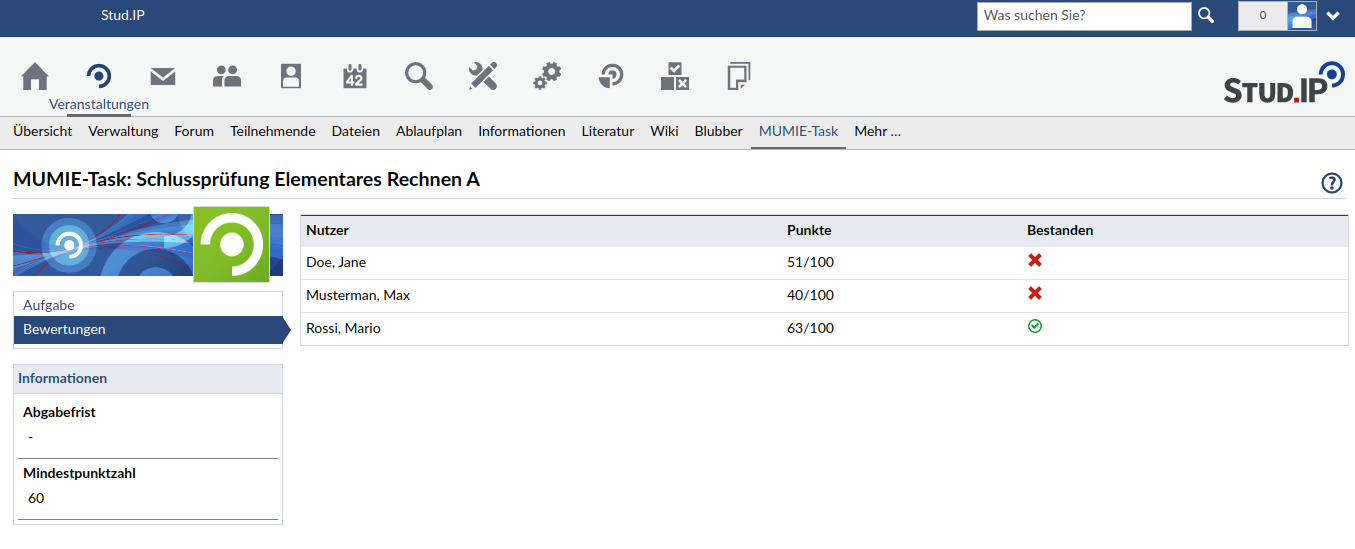 Stud.IP
Was suchen Sie?
0
42
Veranstaltungen
STUD.IP
Übersicht Verwaltung Forum Teilnehmende Dateien Ablaufplan Informationen Literatur Wiki Blubber MUMIE-Task Mehr ...
MUMIE-Task: Schlussprüfung Elementares Rechnen A
?
Aufgabe
Bewertungen
Informationen
Abgabefrist
-
Mindestpunktzahl
60
Nutzer Punkte Bestanden
Doe, Jane 51/100
Musterman, Max 40/100
Rossi, Mario 63/100